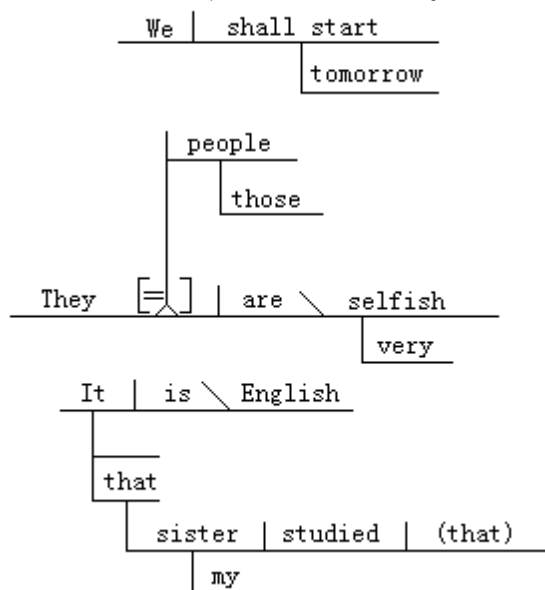 We shall start
tomorrow
people
those
They [=] are selfish
very
It is English
that
sister studied (that)
my